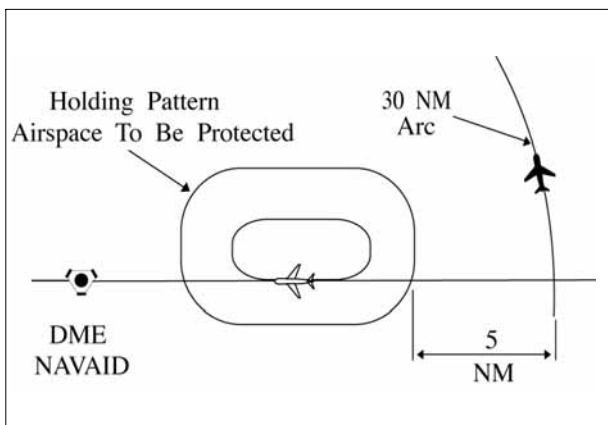 Holding Pattern
Airspace To Be Protected
30 NM
Arc
DME
NAVAID
5
NM